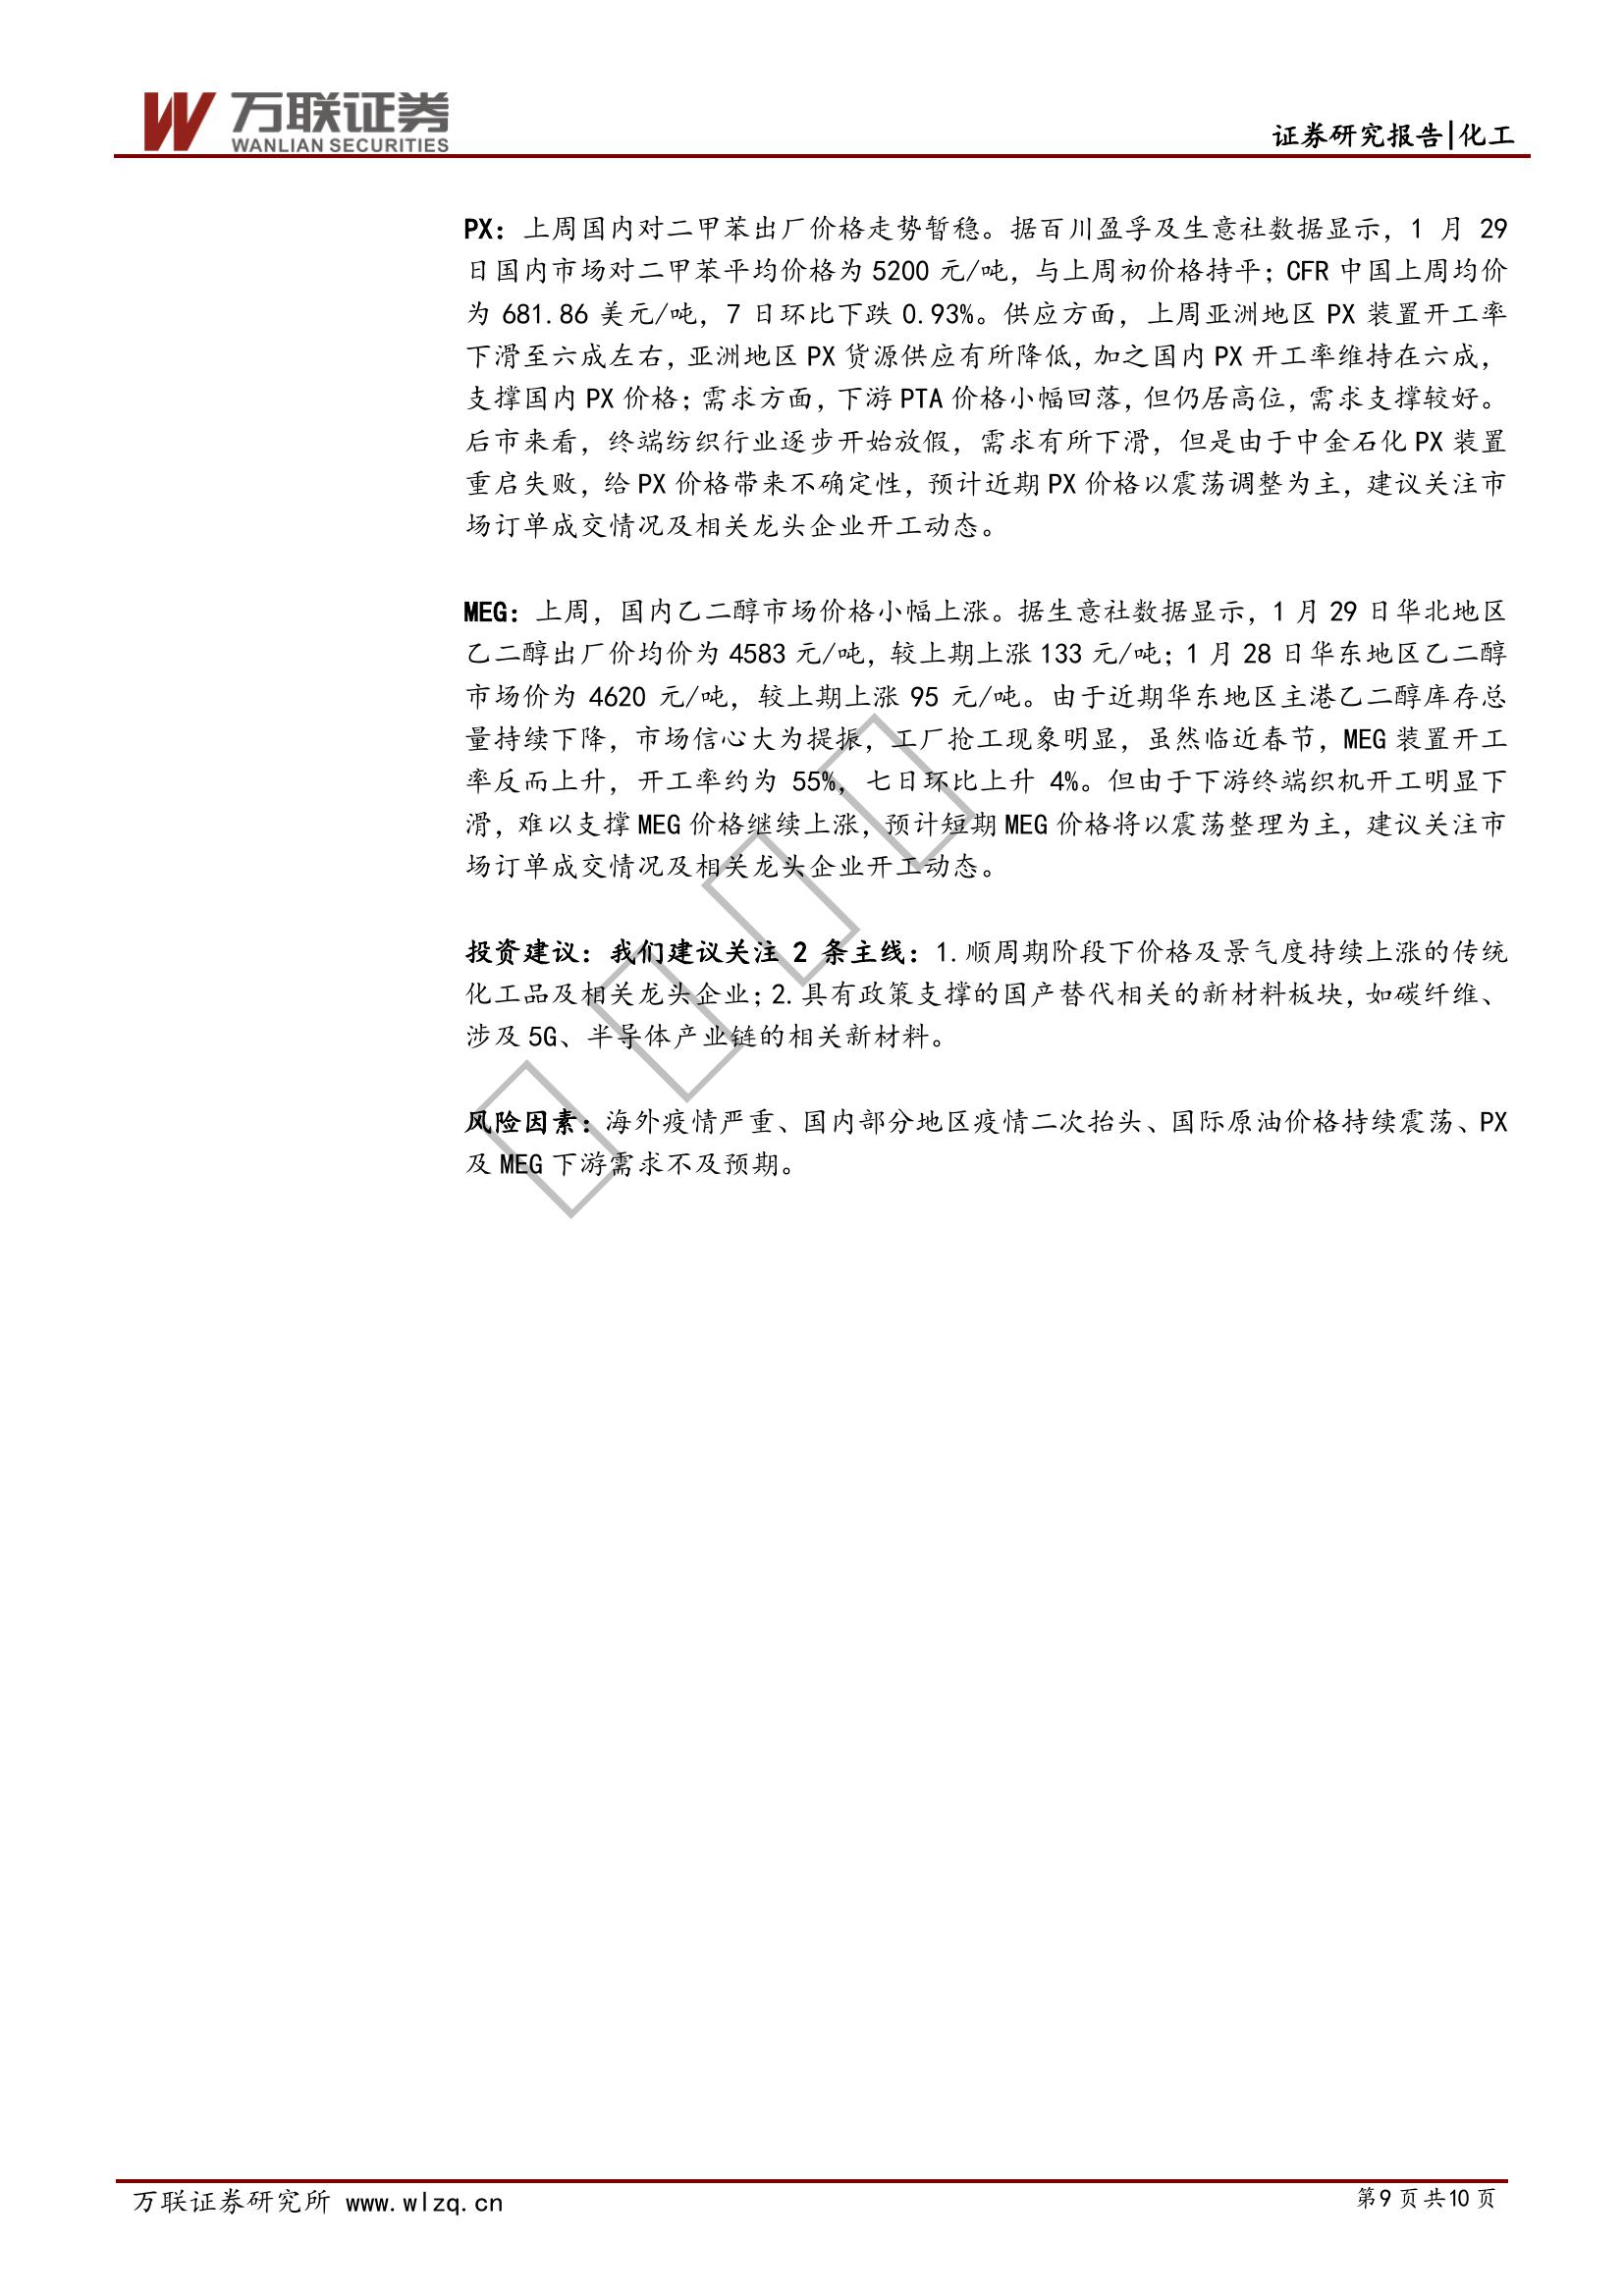 万联证券
WANLIAN SECURITIES
证券研究报告|化工
PX：上周国内对二甲苯出厂价格走势暂稳。据百川盈孚及生意社数据显示，1 月 29
日国内市场对二甲苯平均价格为 5200 元/吨，与上周初价格持平；CFR 中国上周均价
为 681.86 美元/吨，7 日环比下跌 0.93%。供应方面，上周亚洲地区 PX 装置开工率
下滑至六成左右，亚洲地区 PX 货源供应有所降低，加之国内 PX 开工率维持在六成，
支撑国内 PX 价格；需求方面，下游 PTA 价格小幅回落，但仍居高位，需求支撑较好。
后市来看，终端纺织行业逐步开始放假，需求有所下滑，但是由于中金石化 PX 装置
重启失败，给 PX 价格带来不确定性，预计近期 PX 价格以震荡调整为主，建议关注市
场订单成交情况及相关龙头企业开工动态。
MEG：上周，国内乙二醇市场价格小幅上涨。据生意社数据显示，1 月 29 日华北地区
乙二醇出厂价均价为 4583 元/吨，较上期上涨 133 元/吨；1 月 28 日华东地区乙二醇
市场价为 4620 元/吨，较上期上涨 95 元/吨。由于近期华东地区主港乙二醇库存总
量持续下降，市场信心大为提振，工厂抢工现象明显，虽然临近春节，MEG 装置开工
率反而上升，开工率约为 55%，七日环比上升 4%。但由于下游终端织机开工明显下
滑，难以支撑 MEG 价格继续上涨，预计短期 MEG 价格将以震荡整理为主，建议关注市
场订单成交情况及相关龙头企业开工动态。
投资建议：我们建议关注 2 条主线：1.顺周期阶段下价格及景气度持续上涨的传统
化工品及相关龙头企业；2.具有政策支撑的国产替代相关的新材料板块，如碳纤维、
涉及 5G、半导体产业链的相关新材料。
风险因素：海外疫情严重、国内部分地区疫情二次抬头、国际原油价格持续震荡、PX
及 MEG 下游需求不及预期。
万联证券研究所 www.wlzq.cn
第 9 页 共 10 页